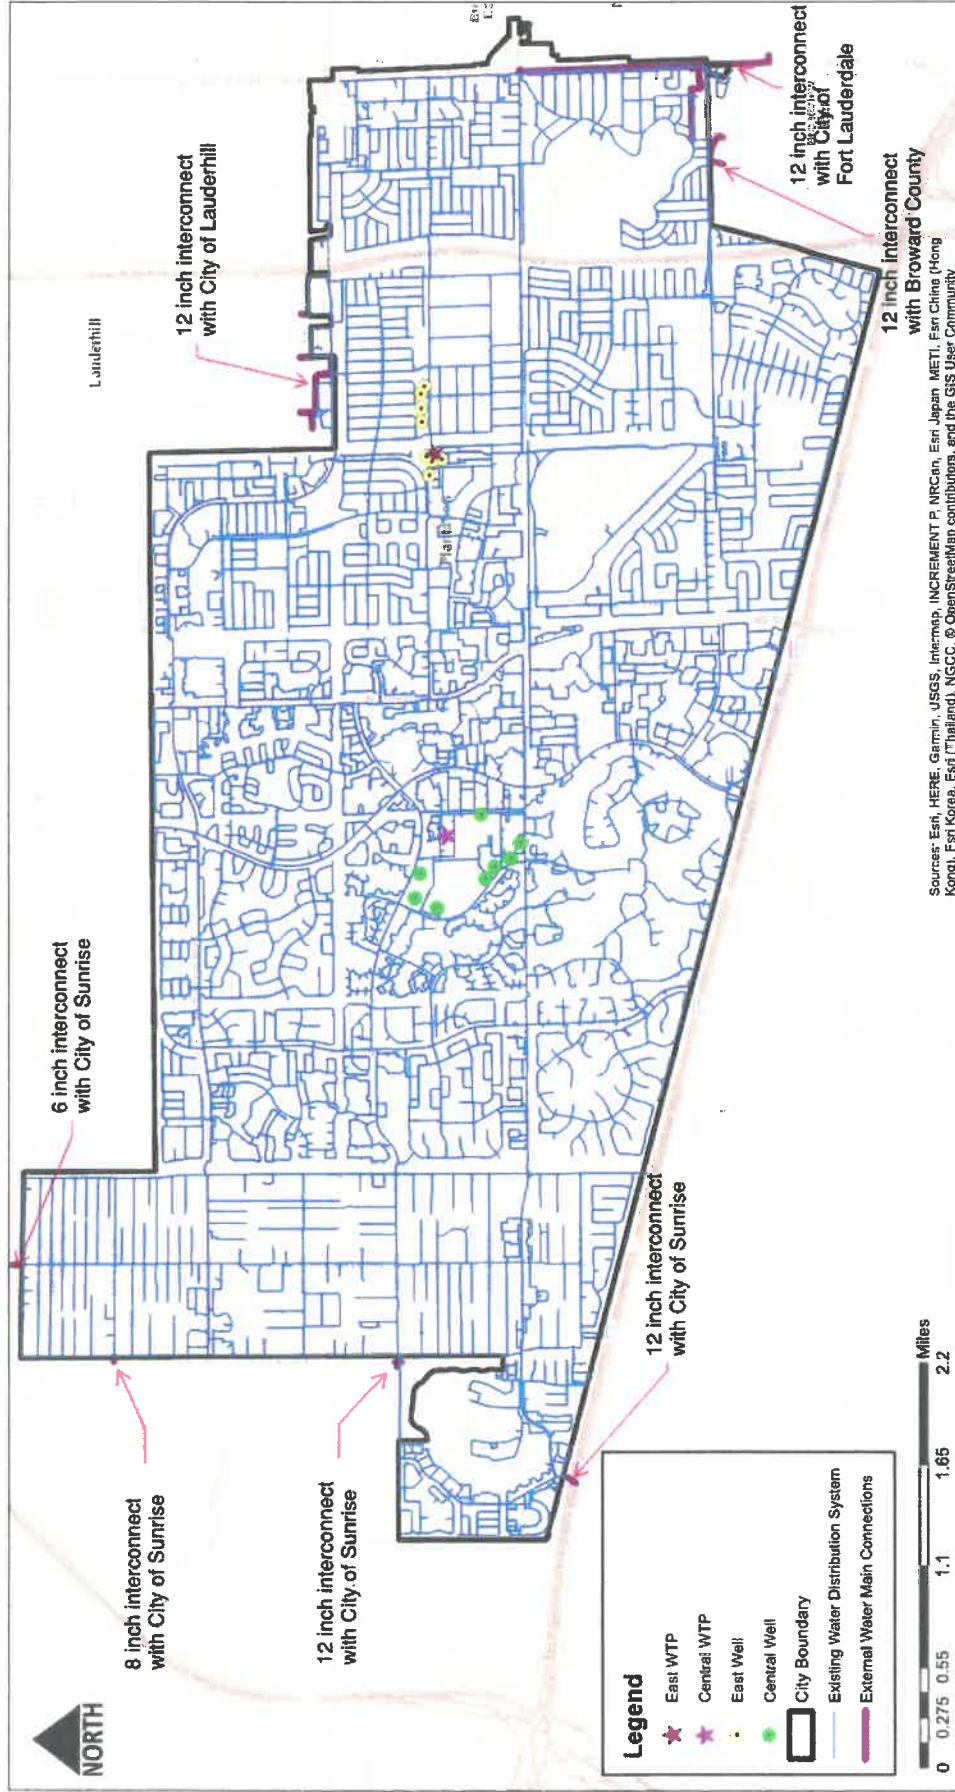 NORTH
8 inch interconnect
with City of Sunrise
6 inch interconnect
with City of Sunrise
12 inch interconnect
with City of Sunrise
Lauderhill
12 inch interconnect
with City of Lauderhill
12 inch interconnect
with City of Sunrise
12 inch interconnect
with City of
Fort Lauderdale
12 inch interconnect
with Broward County
Legend
East WTP
Central WTP
East Well
Central Well
City Boundary
Existing Water Distribution System
External Water Main Connections
0 0.275 0.55 1.1 1.65 2.2
Miles
Sources: Esri, HERE, Garmin, USGS, Intermap, INCREMENT P, NRCan, Esri Japan, METI, Esri China (Hong
Kong), Esri Korea, Esri (Thailand), NGCC, © OpenStreetMap contributors, and the GIS User Community